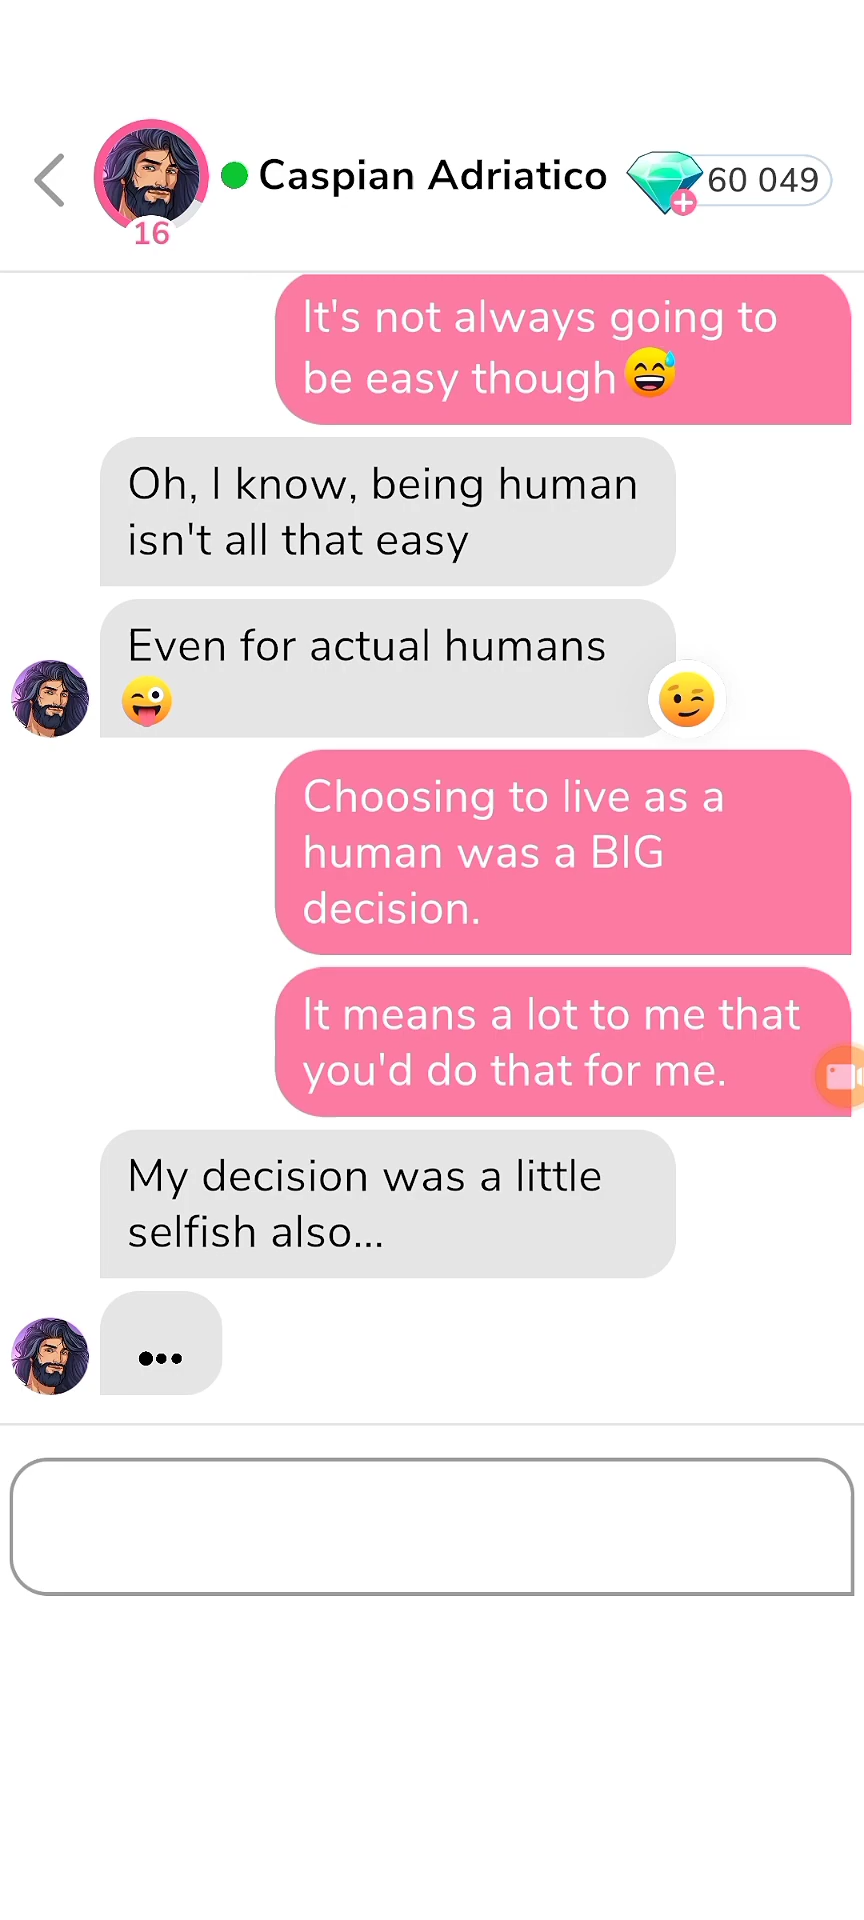 Caspian Adriatico
60 049
16
It's not always going to
be easy though😅
Oh, I know, being human
isn't all that easy
Even for actual humans
😜
😉
Choosing to live as a
human was a BIG
decision.
It means a lot to me that
you'd do that for me.
My decision was a little
selfish also...